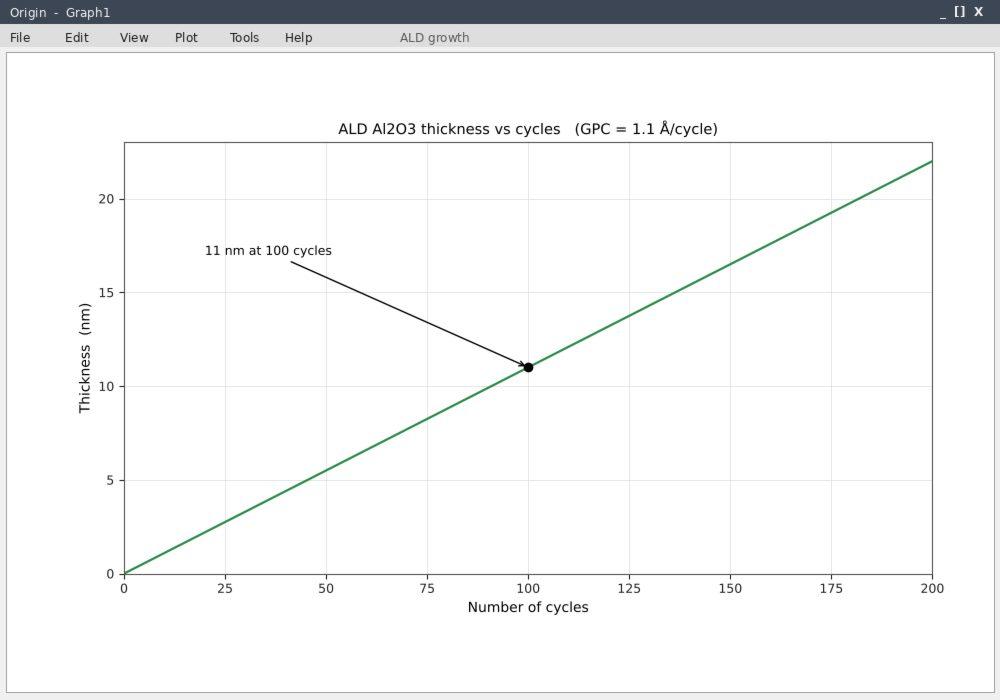 Origin - Graph1 _ [] X
File Edit View Plot Tools Help ALD growth
ALD Al2O3 thickness vs cycles (GPC = 1.1 Å/cycle)
20
11 nm at 100 cycles
15
Thickness (nm)
10
5
0
0 25 50 75 100 125 150 175 200
Number of cycles